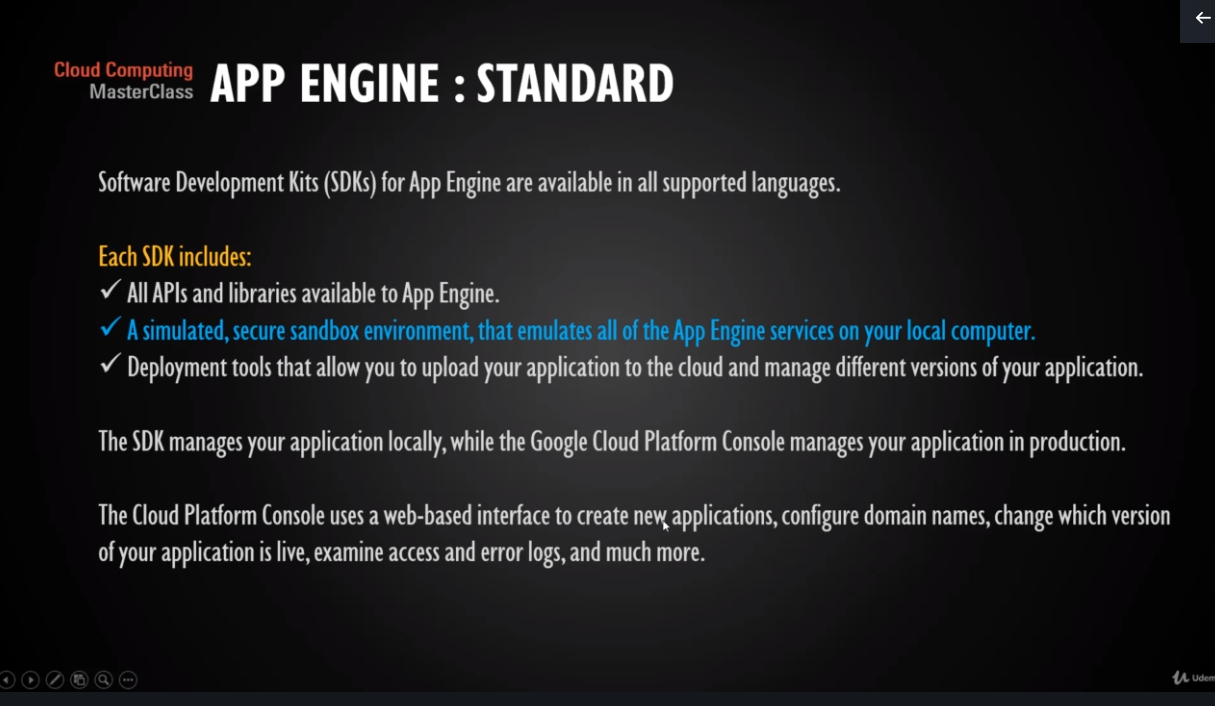 Cloud Computing
MasterClass
APP ENGINE : STANDARD
Software Development Kits (SDKs) for App Engine are available in all supported languages.
Each SDK includes:
✓ All APIs and libraries available to App Engine.
✓ A simulated, secure sandbox environment, that emulates all of the App Engine services on your local computer.
✓ Deployment tools that allow you to upload your application to the cloud and manage different versions of your application.
The SDK manages your application locally, while the Google Cloud Platform Console manages your application in production.
The Cloud Platform Console uses a web-based interface to create new applications, configure domain names, change which version
of your application is live, examine access and error logs, and much more.
Udem